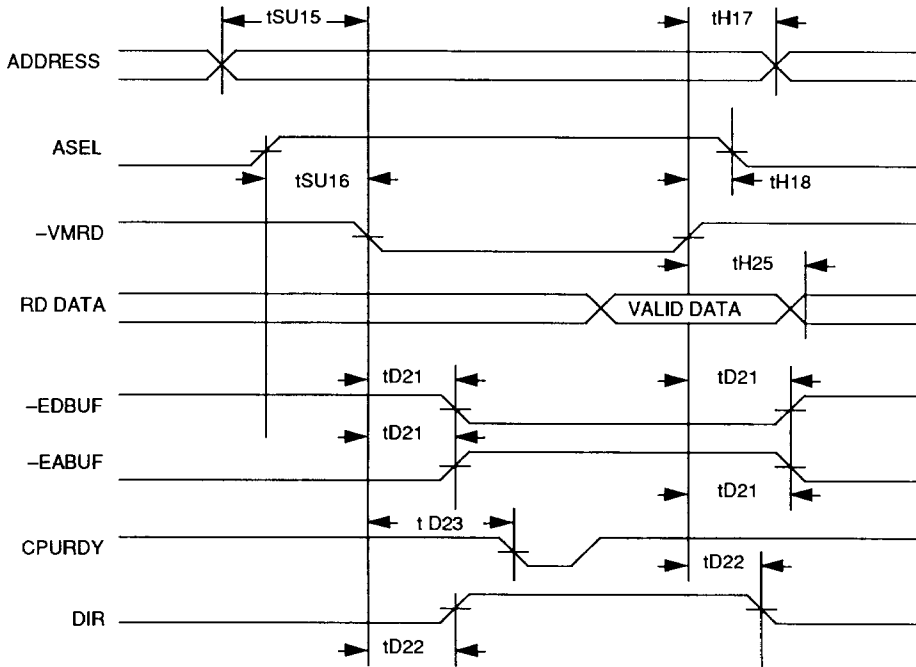 tSU15
tH17
ADDRESS
ASEL
tSU16
tH18
–VMRD
tH25
RD DATA
VALID DATA
tD21
tD21
–EDBUF
tD21
–EABUF
tD21
t D23
CPURDY
tD22
DIR
tD22